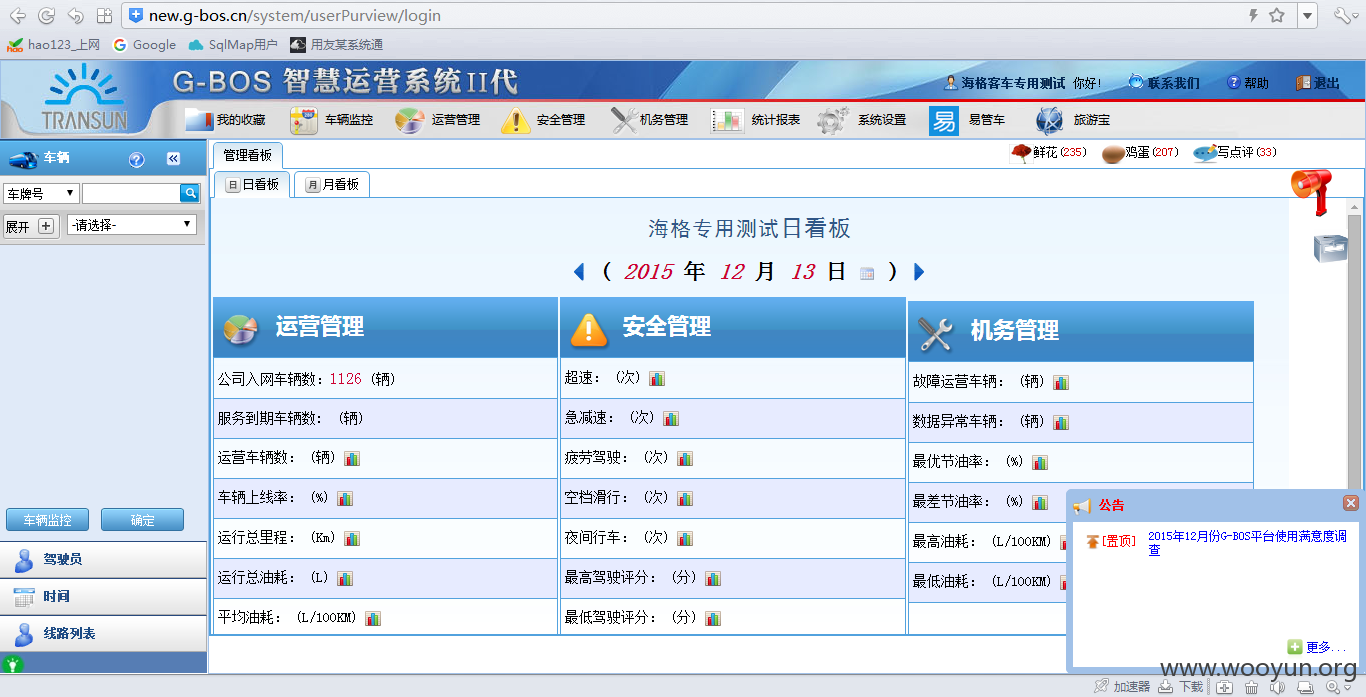 new.g-bos.cn/system/userPurview/login
hao123_上网 Google SqlMap用户 用友某系统通
G-BOS 智慧运营系统II代
海格客车专用测试 你好! 联系我们 帮助 退出
TRANSUN
我的收藏 车辆监控 运营管理 安全管理 机务管理 统计报表 系统设置 易 易管车 旅游宝
车辆
管理看板
鲜花(235) 鸡蛋(207) 写点评(33)
日 日看板 月 月看板
车牌号
展开 -请选择-
海格专用测试日看板
( 2015 年 12 月 13 日 )
运营管理 安全管理 机务管理
公司入网车辆数：1126 (辆) 超速： (次) 故障运营车辆： (辆)
服务到期车辆数： (辆) 急减速： (次) 数据异常车辆： (辆)
运营车辆数： (辆) 疲劳驾驶： (次) 最优节油率： (%)
车辆上线率： (%) 空档滑行： (次) 最差节油率： (%)
运行总里程： (Km) 夜间行车： (次) 最高油耗： (L/100KM)
运行总油耗： (L) 最高驾驶评分： (分) 最低油耗： (L/100KM)
平均油耗： (L/100KM) 最低驾驶评分： (分)
车辆监控 确定
驾驶员
时间
线路列表
公告
[置顶] 2015年12月份G-BOS平台使用满意度调
查
更多...
www.wooyun.org
加速器 下载